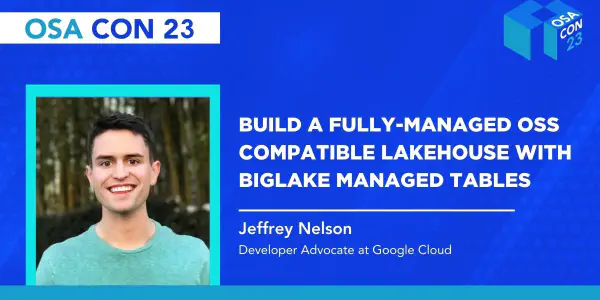 OSA CON 23
OSA
CON
23
BUILD A FULLY-MANAGED OSS
COMPATIBLE LAKEHOUSE WITH
BIGLAKE MANAGED TABLES
Jeffrey Nelson
Developer Advocate at Google Cloud